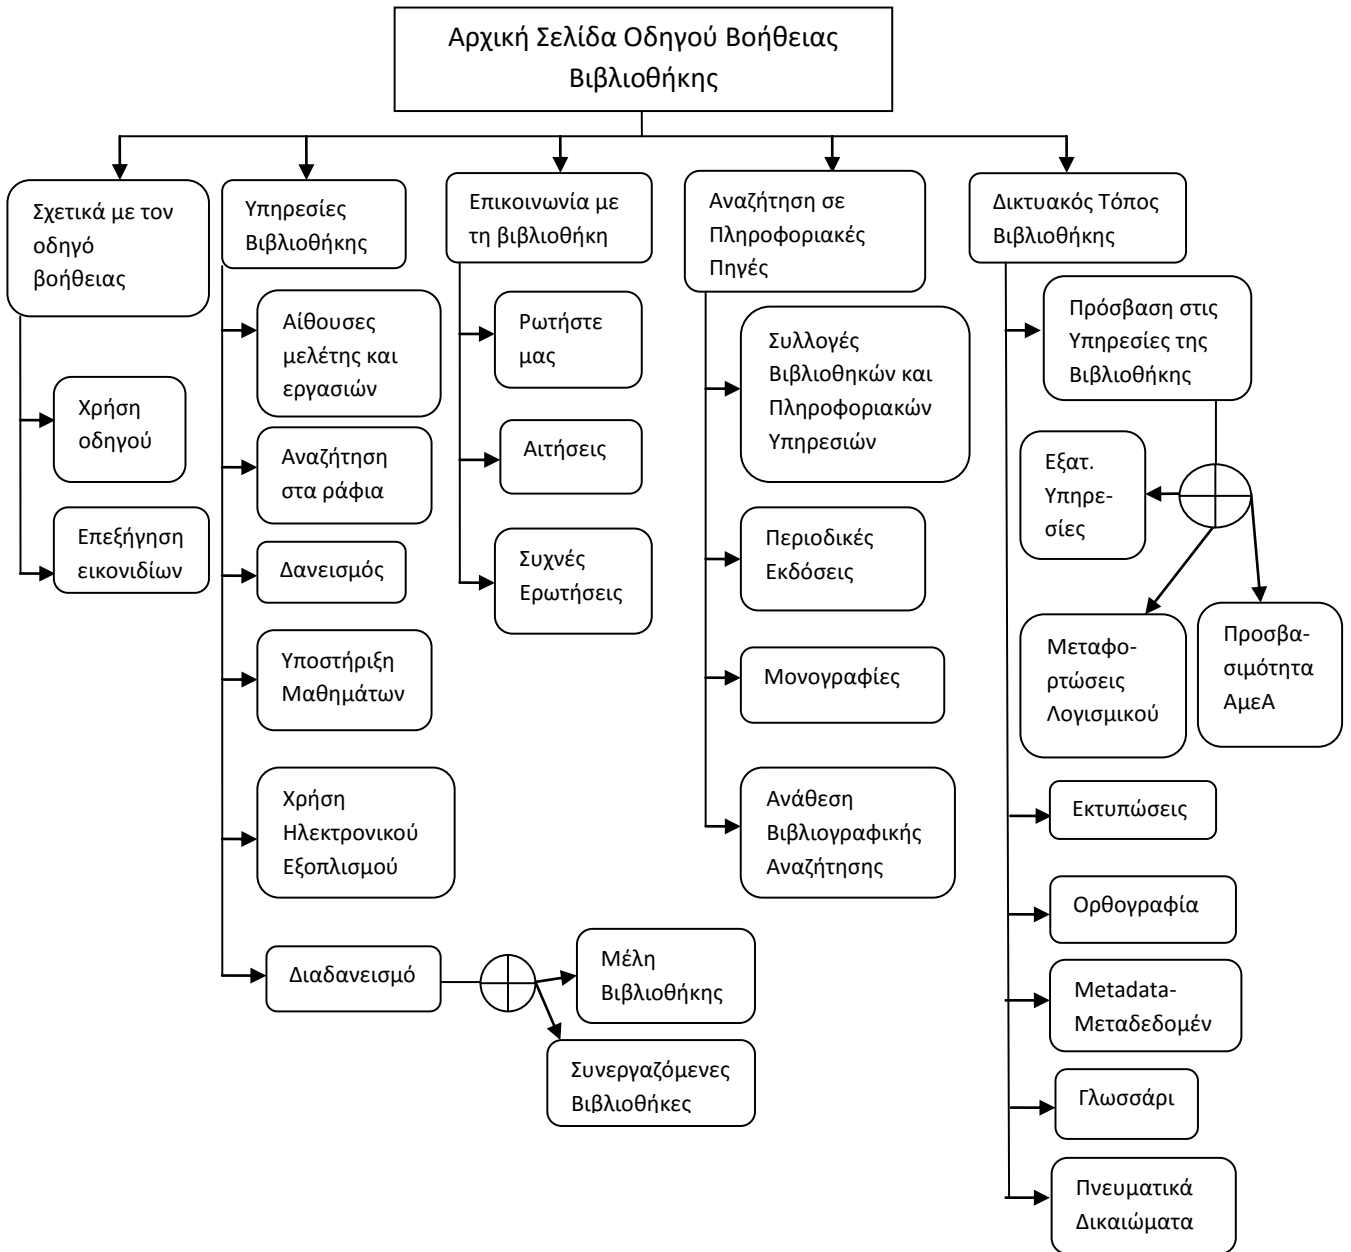 Αρχική Σελίδα Οδηγού Βοήθειας
Βιβλιοθήκης
Σχετικά με τον
οδηγό
βοήθειας
Χρήση
οδηγού
Επεξήγηση
εικονιδίων
Υπηρεσίες
Βιβλιοθήκης
Αίθουσες
μελέτης και
εργασιών
Αναζήτηση
στα ράφια
Δανεισμός
Υποστήριξη
Μαθημάτων
Χρήση
Ηλεκτρονικού
Εξοπλισμού
Διαδανεισμό
Μέλη
Βιβλιοθήκης
Συνεργαζόμενες
Βιβλιοθήκες
Επικοινωνία με
τη βιβλιοθήκη
Ρωτήστε
μας
Αιτήσεις
Συχνές
Ερωτήσεις
Αναζήτηση σε
Πληροφοριακές
Πηγές
Συλλογές
Βιβλιοθηκών και
Πληροφοριακών
Υπηρεσιών
Περιοδικές
Εκδόσεις
Μονογραφίες
Ανάθεση
Βιβλιογραφικής
Αναζήτησης
Δικτυακός Τόπος
Βιβλιοθήκης
Πρόσβαση στις
Υπηρεσίες της
Βιβλιοθήκης
Εξατ.
Υπηρε-
σίες
Μεταφο-
ρτώσεις
Λογισμικού
Προσβα-
σιμότητα
ΑμεΑ
Εκτυπώσεις
Ορθογραφία
Metadata-
Μεταδεδομέν
Γλωσσάρι
Πνευματικά
Δικαιώματα